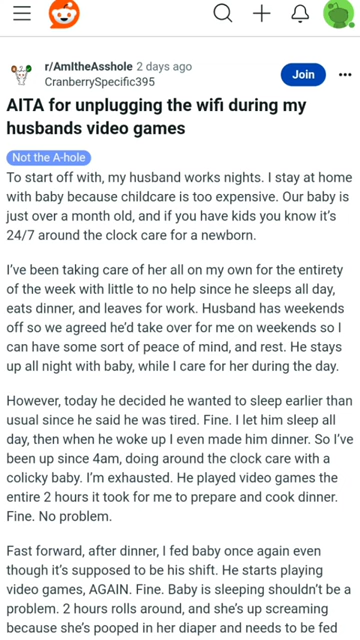 r/AmItheAsshole 2 days ago
CranberrySpecific395
Join
AITA for unplugging the wifi during my
husbands video games
Not the A-hole
To start off with, my husband works nights. I stay at home
with baby because childcare is too expensive. Our baby is
just over a month old, and if you have kids you know it’s
24/7 around the clock care for a newborn.
I’ve been taking care of her all on my own for the entirety
of the week with little to no help since he sleeps all day,
eats dinner, and leaves for work. Husband has weekends
off so we agreed he’d take over for me on weekends so I
can have some sort of peace of mind, and rest. He stays
up all night with baby, while I care for her during the day.
However, today he decided he wanted to sleep earlier than
usual since he said he was tired. Fine. I let him sleep all
day, then when he woke up I even made him dinner. So I’ve
been up since 4am, doing around the clock care with a
colicky baby. I’m exhausted. He played video games the
entire 2 hours it took for me to prepare and cook dinner.
Fine. No problem.
Fast forward, after dinner, I fed baby once again even
though it’s supposed to be his shift. He starts playing
video games, AGAIN. Fine. Baby is sleeping shouldn’t be a
problem. 2 hours rolls around, and she’s up screaming
because she’s pooped in her diaper and needs to be fed